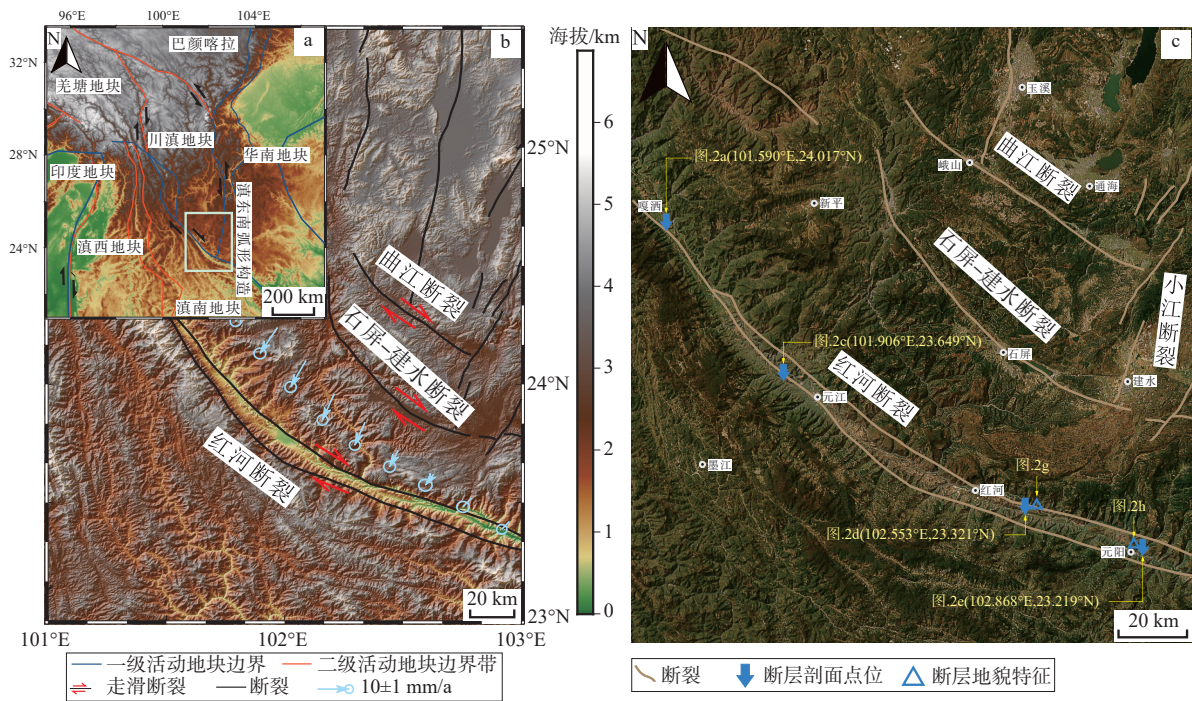 96°E
100°E
104°E
N
a
巴颜喀拉
32°N
羌塘地块
川滇地块
28°N
华南地块
印度地块
滇东南弧形构造
滇西地块
24°N
滇南地块
200 km
b
海拔/km
6
5
4
3
2
1
0
25°N
24°N
23°N
曲江断裂
石屏-建水断裂
红河断裂
20 km
101°E
102°E
103°E
一级活动地块边界
二级活动地块边界带
走滑断裂
断裂
10±1 mm/a
N
c
玉溪
图.2a(101.590°E,24.017°N)
峨山
曲江断裂
通海
嘎洒
新平
石屏-建水断裂
小江断裂
图.2c(101.906°E,23.649°N)
石屏
红河断裂
建水
元江
墨江
图.2g
红河
图.2h
图.2d(102.553°E,23.321°N)
元阳
图.2e(102.868°E,23.219°N)
20 km
断裂
断层剖面点位
断层地貌特征